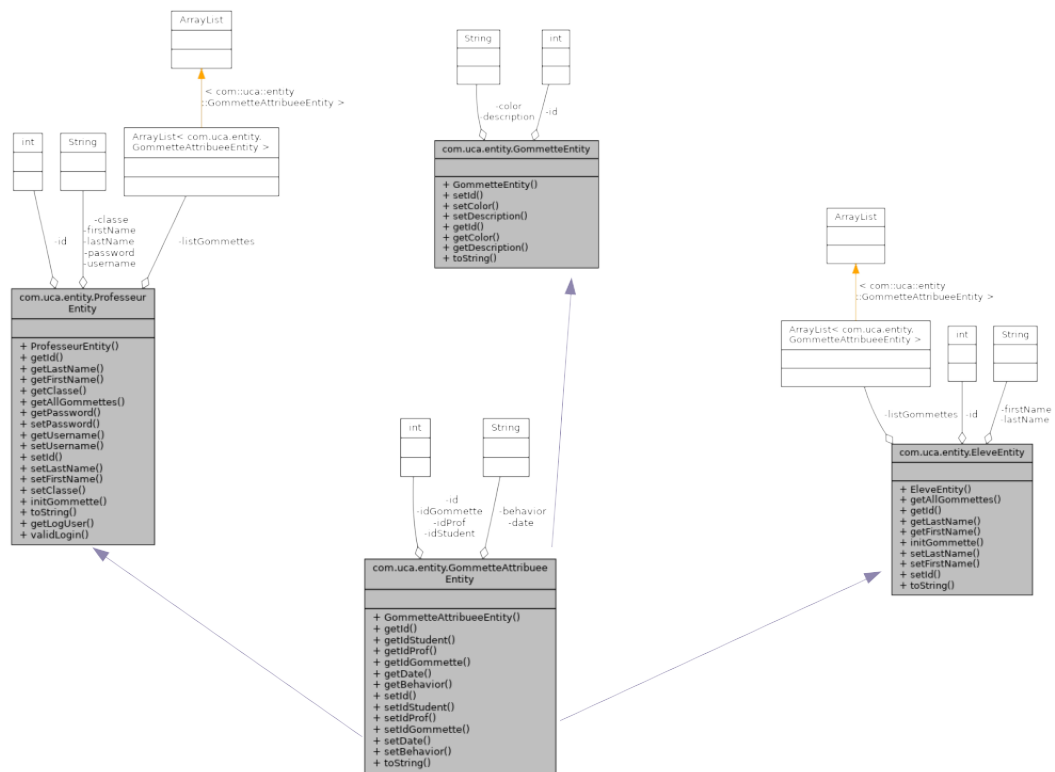 ArrayList
< com::uca::entity
::GommetteAttribueeEntity >
int
String
ArrayList< com.uca.entity.
GommetteAttribueeEntity >
-id
-classe
-firstName
-lastName
-password
-username
-listGommettes
com.uca.entity.Professeur
Entity
+ ProfesseurEntity()
+ getId()
+ getLastName()
+ getFirstName()
+ getClasse()
+ getAllGommettes()
+ getPassword()
+ setPassword()
+ getUsername()
+ setUsername()
+ setId()
+ setLastName()
+ setFirstName()
+ setClasse()
+ initGommette()
+ toString()
+ getLogUser()
+ validLogin()
String
int
-color
-description
-id
com.uca.entity.GommetteEntity
+ GommetteEntity()
+ setId()
+ setColor()
+ setDescription()
+ getId()
+ getColor()
+ getDescription()
+ toString()
int
String
-id
-idGommette
-idProf
-idStudent
-behavior
-date
com.uca.entity.GommetteAttribuee
Entity
+ GommetteAttribueeEntity()
+ getId()
+ getIdStudent()
+ getIdProf()
+ getIdGommette()
+ getDate()
+ getBehavior()
+ setId()
+ setIdStudent()
+ setIdProf()
+ setIdGommette()
+ setDate()
+ setBehavior()
+ toString()
ArrayList
< com::uca::entity
::GommetteAttribueeEntity >
ArrayList< com.uca.entity.
GommetteAttribueeEntity >
int
String
-listGommettes
-id
-firstName
-lastName
com.uca.entity.EleveEntity
+ EleveEntity()
+ getAllGommettes()
+ getId()
+ getLastName()
+ getFirstName()
+ initGommette()
+ setLastName()
+ setFirstName()
+ setId()
+ toString()